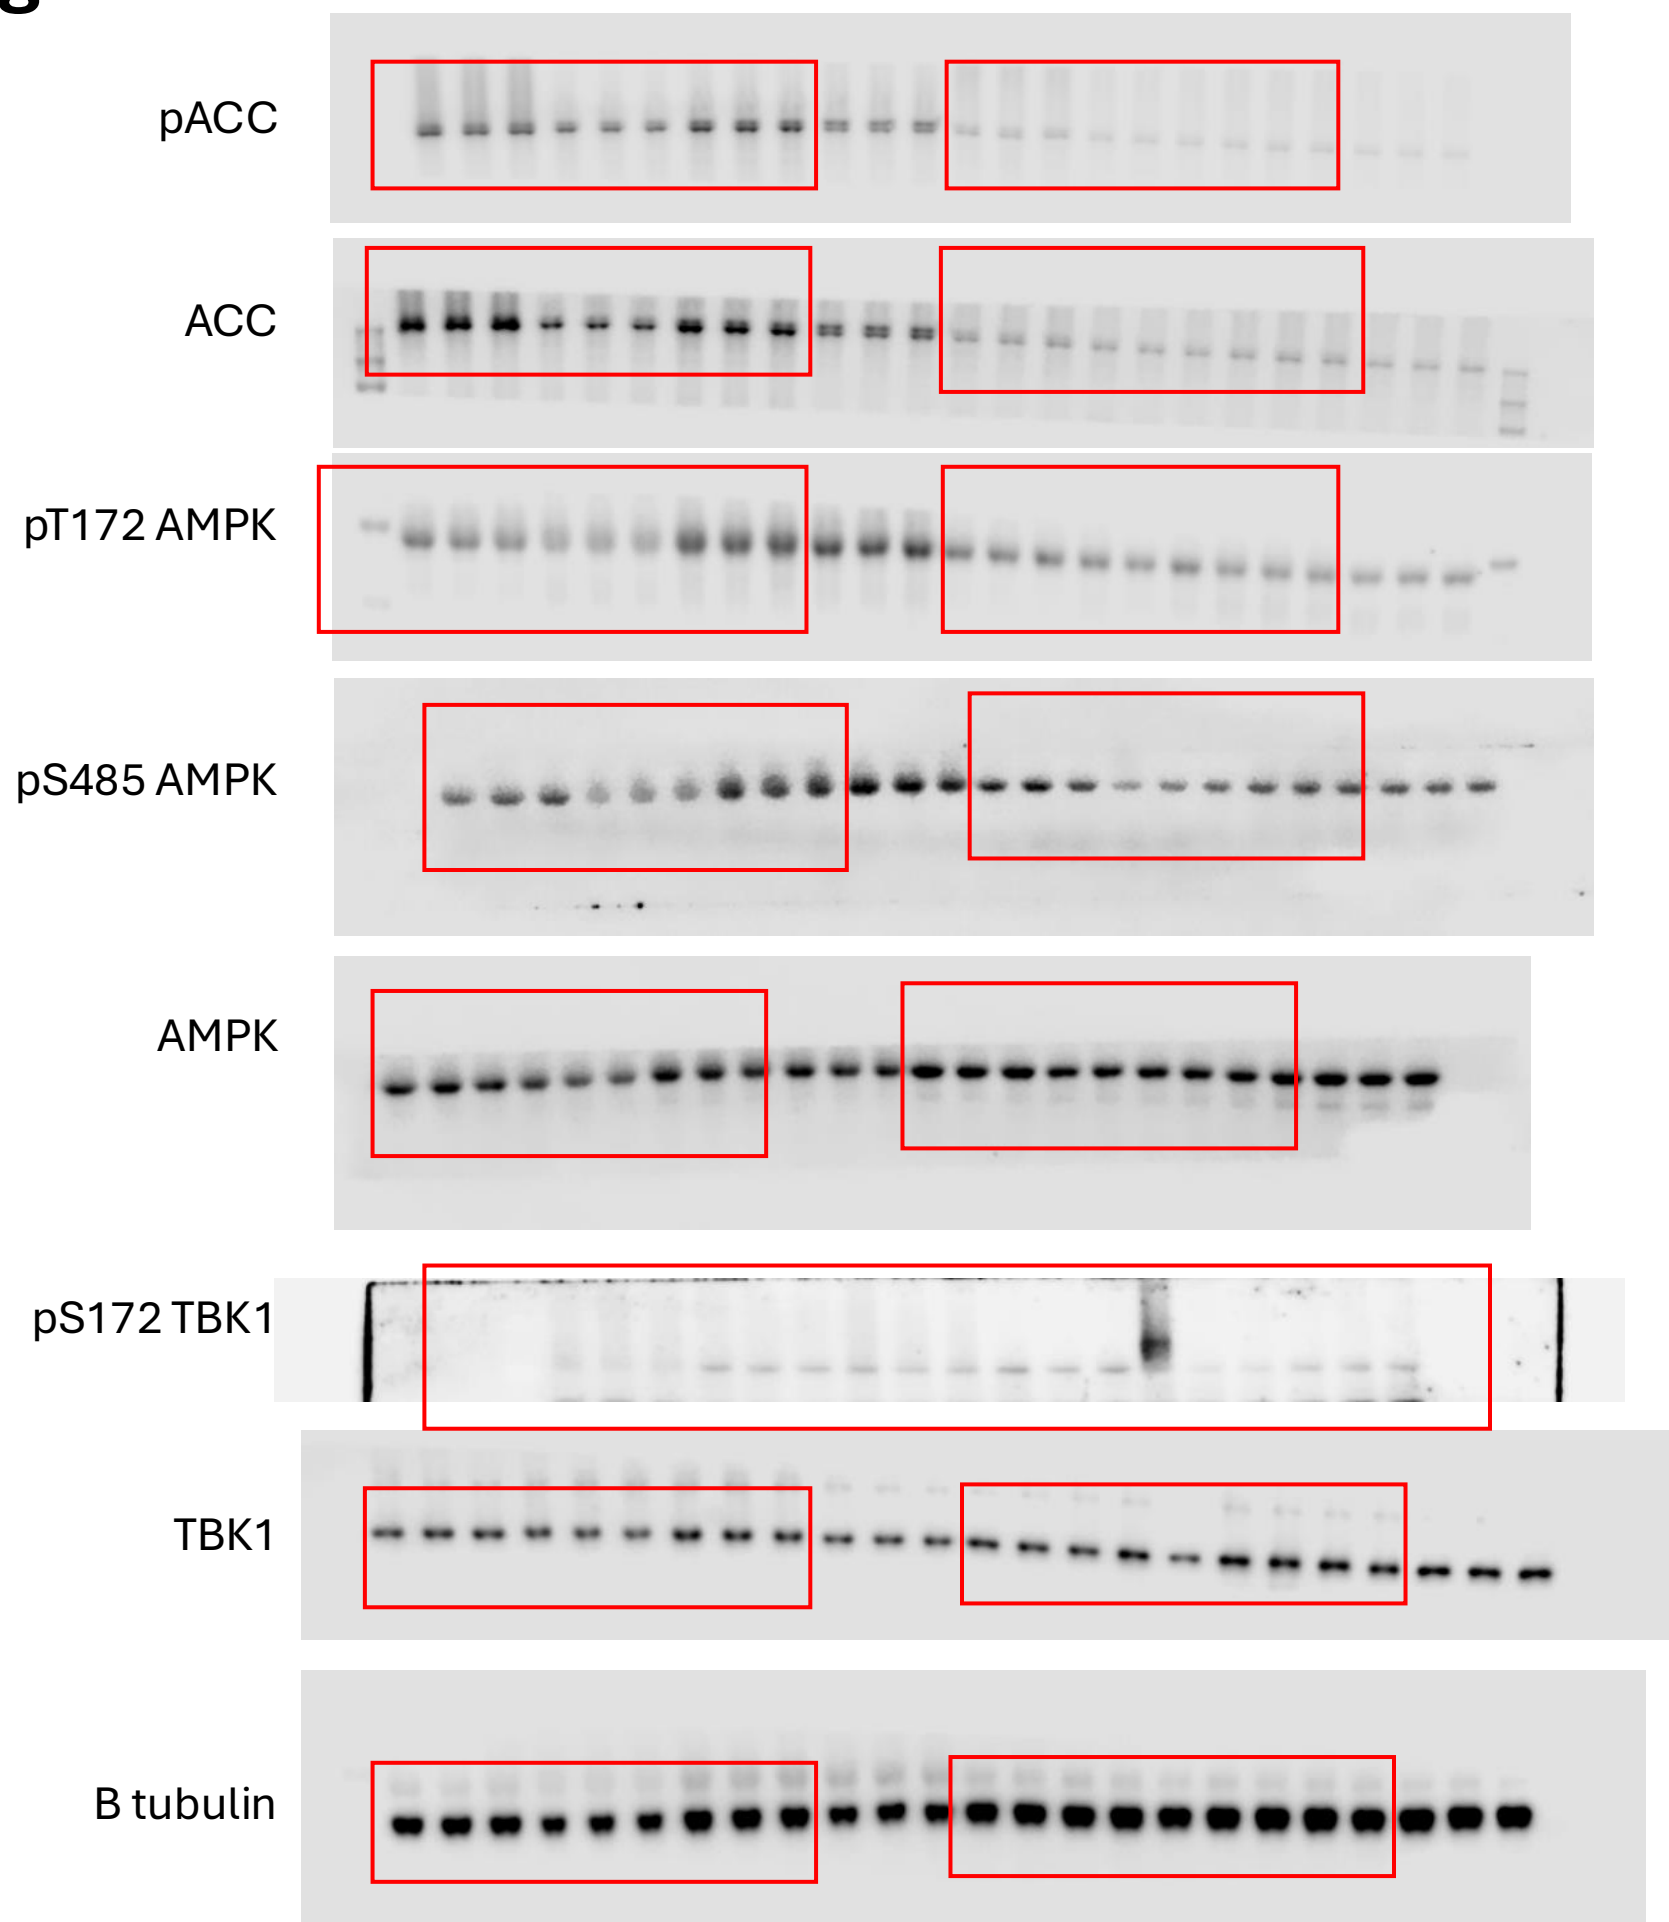 pACC
ACC
pT172 AMPK
pS485 AMPK
AMPK
pS172 TBK1
TBK1
B tubulin